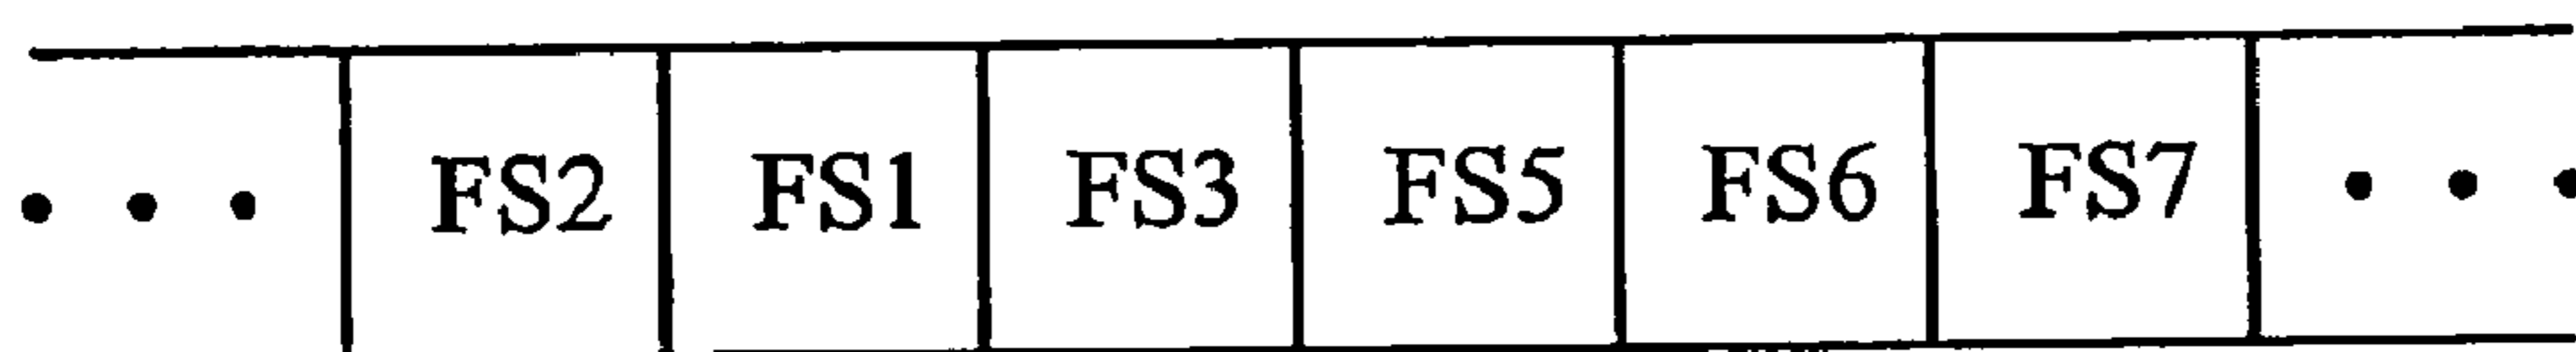 • • • FS2 FS1 FS3 FS5 FS6 FS7 • • •